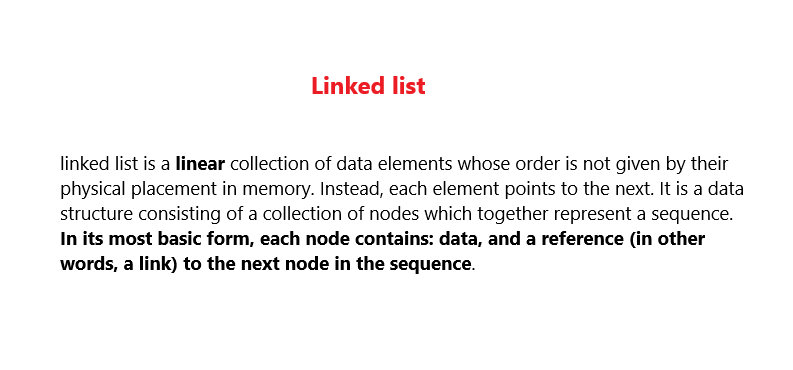 Linked list
linked list is a linear collection of data elements whose order is not given by their
physical placement in memory. Instead, each element points to the next. It is a data
structure consisting of a collection of nodes which together represent a sequence.
In its most basic form, each node contains: data, and a reference (in other
words, a link) to the next node in the sequence.